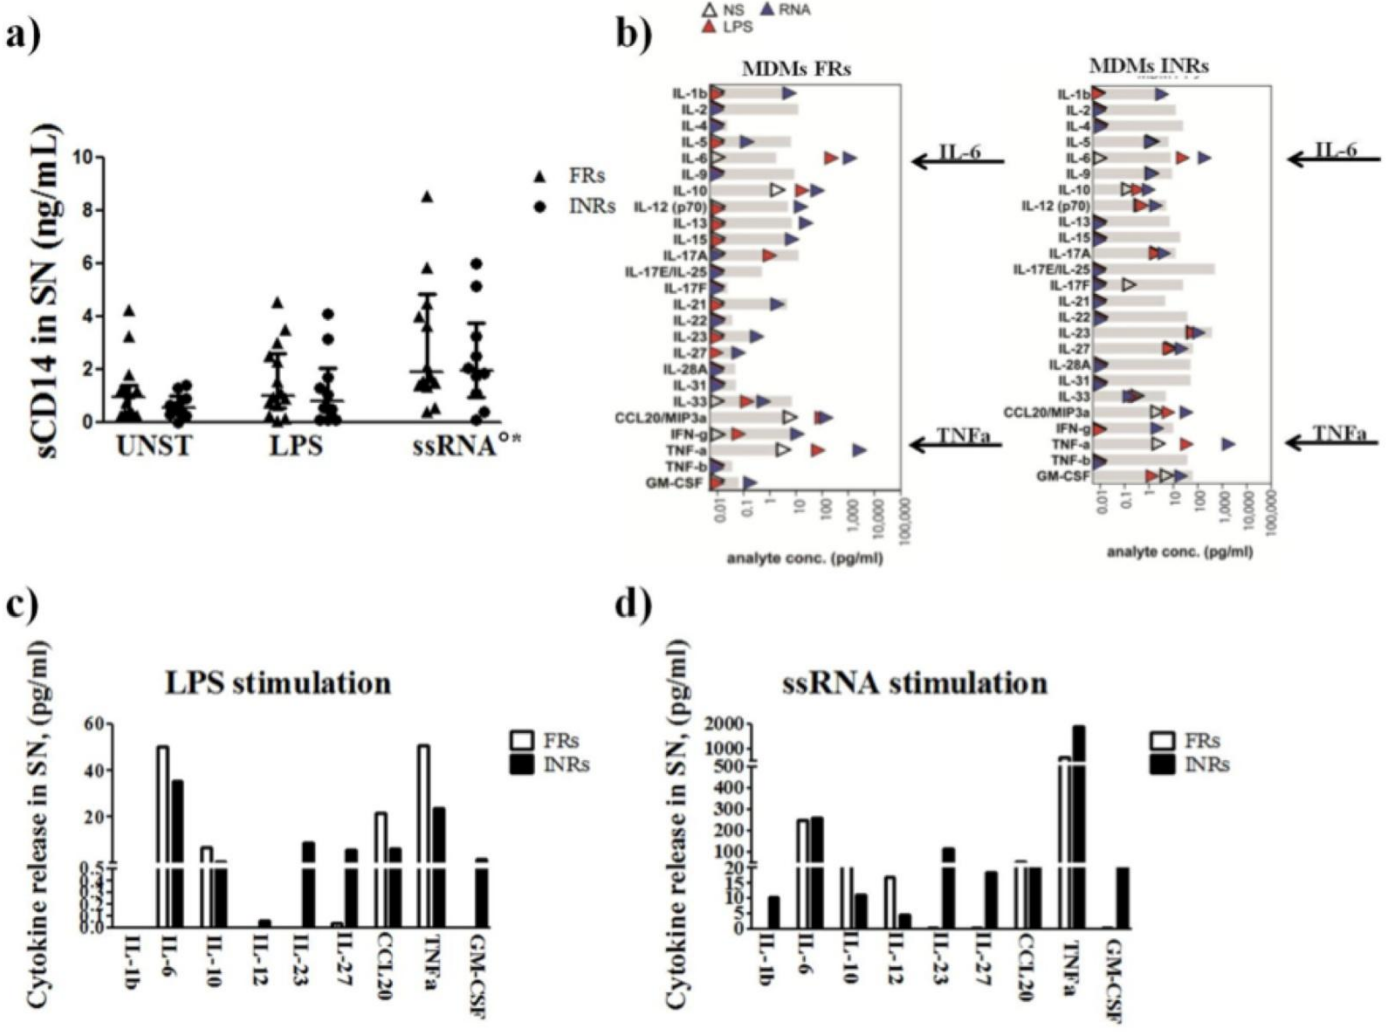 a)
sCD14 in SN (ng/mL)
10
8
6
4
2
0
UNST
LPS
ssRNA°*
FRs
INRs
b)
NS RNA
LPS
MDMs FRs
IL-1b
IL-2
IL-4
IL-5
IL-6
IL-9
IL-10
IL-12 (p70)
IL-13
IL-15
IL-17A
IL-17E/IL-25
IL-17F
IL-21
IL-22
IL-23
IL-27
IL-28A
IL-31
IL-33
CCL20/MIP3a
IFN-g
TNF-a
TNF-b
GM-CSF
0.01 0.1 1 10 100 1,000 10,000 100,000
analyte conc. (pg/ml)
IL-6
TNFa
MDMs INRs
IL-1b
IL-2
IL-4
IL-5
IL-6
IL-9
IL-10
IL-12 (p70)
IL-13
IL-15
IL-17A
IL-17E/IL-25
IL-17F
IL-21
IL-22
IL-23
IL-27
IL-28A
IL-31
IL-33
CCL20/MIP3a
IFN-g
TNF-a
TNF-b
GM-CSF
0.01 0.1 1 10 100 1,000 10,000 100,000
analyte conc. (pg/ml)
IL-6
TNFa
c)
LPS stimulation
Cytokine release in SN, (pg/ml)
60
40
20
0.5
0.4
0.3
0.2
0.1
0.0
IL-1b
IL-6
IL-10
IL-12
IL-23
IL-27
CCL20
TNFa
GM-CSF
FRs
INRs
d)
ssRNA stimulation
Cytokine release in SN, (pg/ml)
2000
1000
500
400
300
200
100
20
15
10
5
0
IL-1b
IL-6
IL-10
IL-12
IL-23
IL-27
CCL20
TNFa
GM-CSF
FRs
INRs